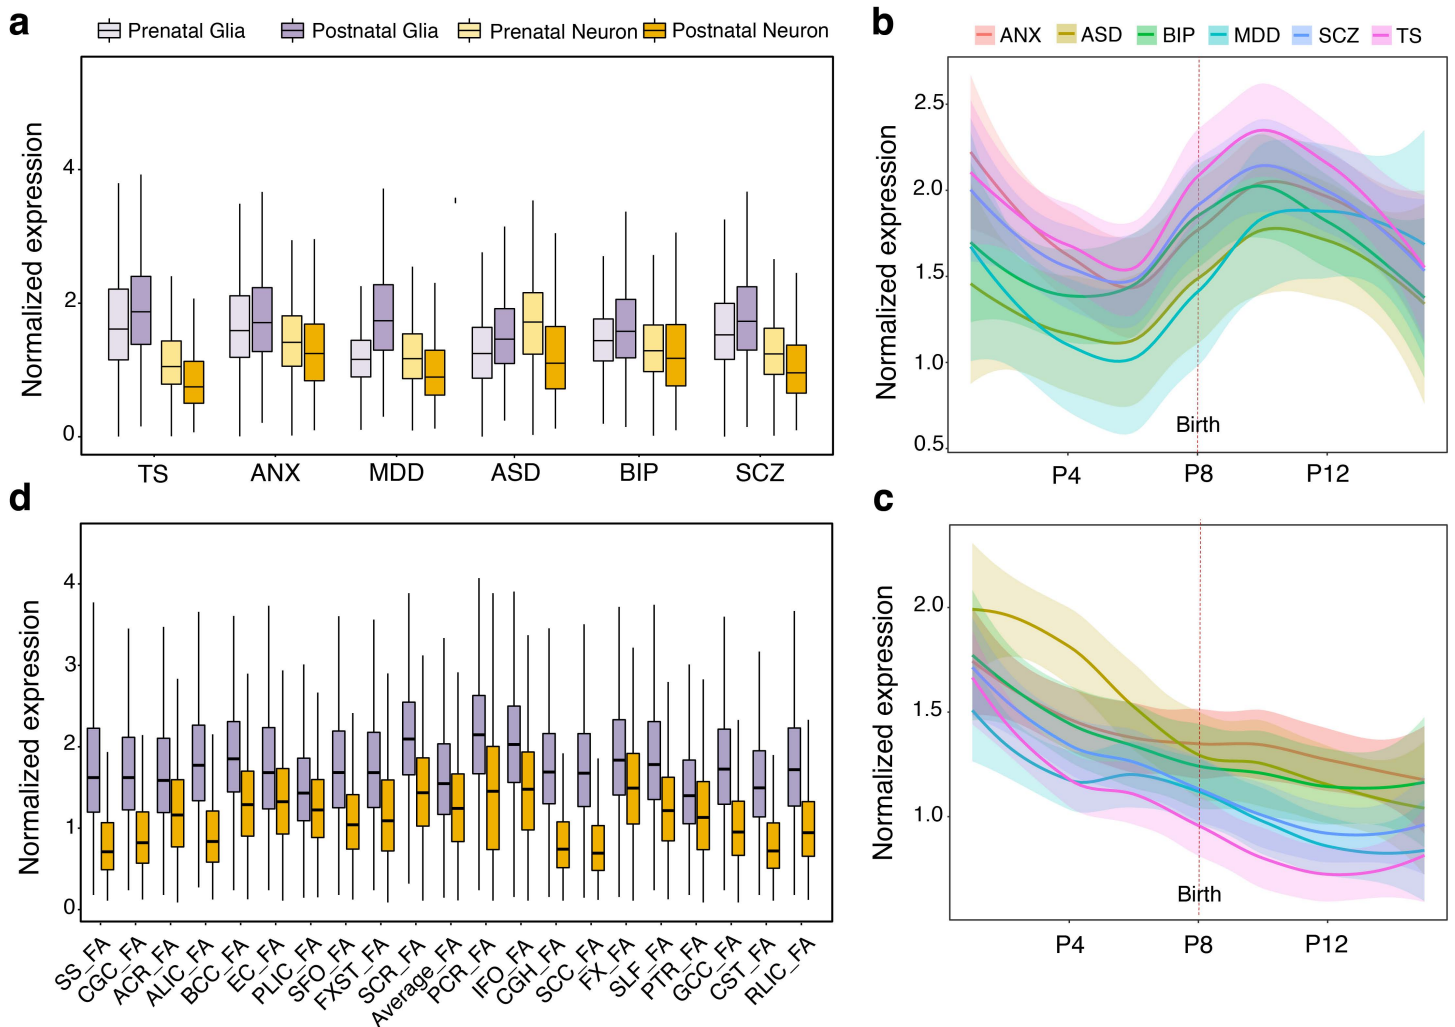 a
Prenatal Glia Postnatal Glia Prenatal Neuron Postnatal Neuron
Normalized expression
4
2
0
TS ANX MDD ASD BIP SCZ
b
ANX ASD BIP MDD SCZ TS
Normalized expression
2.5
2.0
1.5
1.0
0.5
Birth
P4 P8 P12
d
Normalized expression
4
3
2
1
0
SS_FA CGC_FA ACR_FA ALIC_FA BCC_FA EC_FA PLIC_FA SFO_FA FXST_FA SCR_FA Average_FA PCR_FA IFO_FA CGH_FA SCC_FA FX_FA SLF_FA PTR_FA GCC_FA CST_FA RLIC_FA
c
Normalized expression
2.0
1.5
1.0
Birth
P4 P8 P12